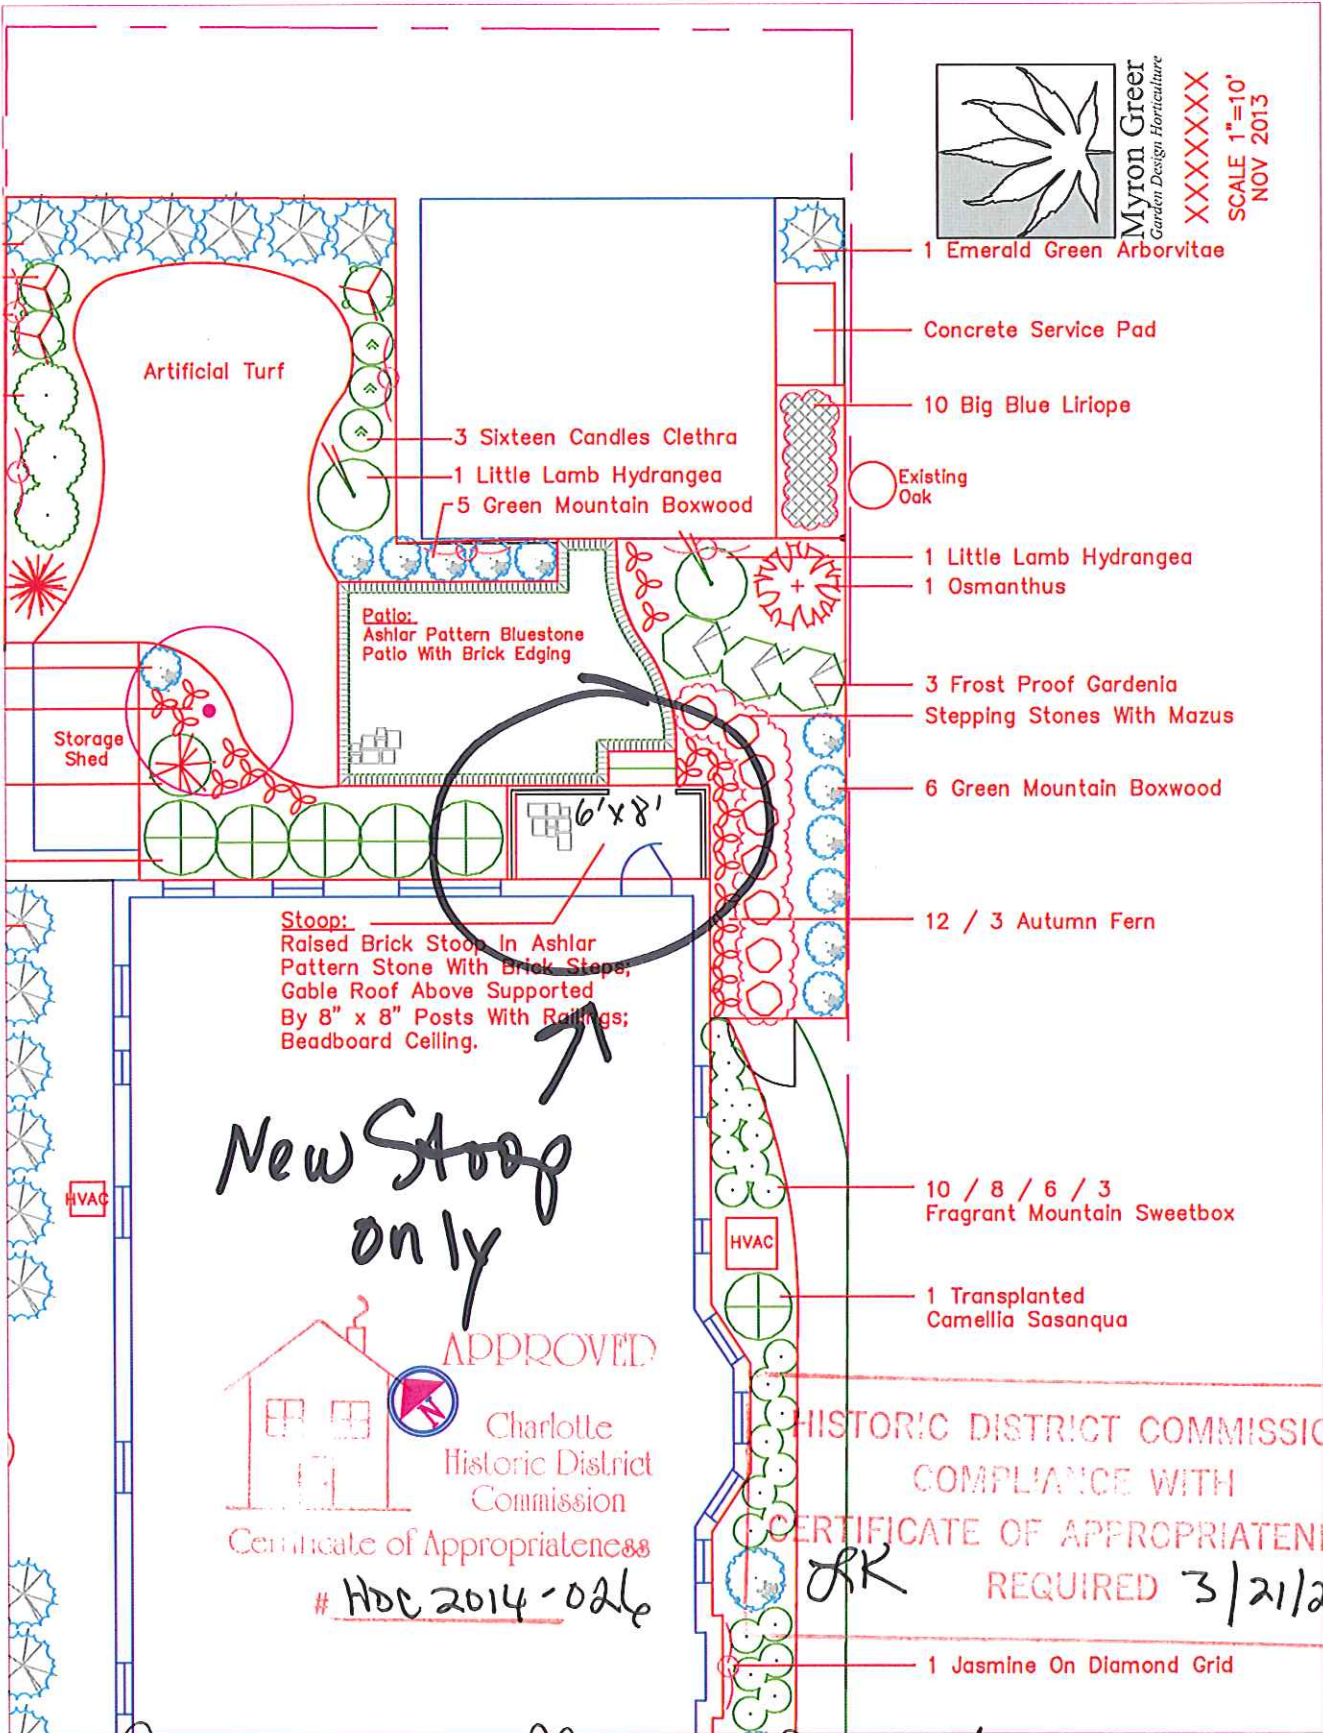 Myron Greer
Garden Design Horticulture
XXXXXXX
SCALE 1"=10'
NOV 2013
1 Emerald Green Arborvitae
Concrete Service Pad
10 Big Blue Liriope
Existing
Oak
Artificial Turf
3 Sixteen Candles Clethra
1 Little Lamb Hydrangea
5 Green Mountain Boxwood
1 Little Lamb Hydrangea
1 Osmanthus
Patio:
Ashlar Pattern Bluestone
Patio With Brick Edging
3 Frost Proof Gardenia
Stepping Stones With Mazus
Storage
Shed
6 Green Mountain Boxwood
6'x8'
12 / 3 Autumn Fern
Stoop:
Raised Brick Stoop In Ashlar
Pattern Stone With Brick Steps;
Gable Roof Above Supported
By 8" x 8" Posts With Railings;
Beadboard Ceiling.
New Stoop
only
10 / 8 / 6 / 3
Fragrant Mountain Sweetbox
HVAC
HVAC
1 Transplanted
Camellia Sasanqua
APPROVED
N
Charlotte
Historic District
Commission
Certificate of Appropriateness
# HDC 2014-026
HISTORIC DISTRICT COMMISSIO
COMPLIANCE WITH
CERTIFICATE OF APPROPRIATEN
REQUIRED 3/21/2
1 Jasmine On Diamond Grid